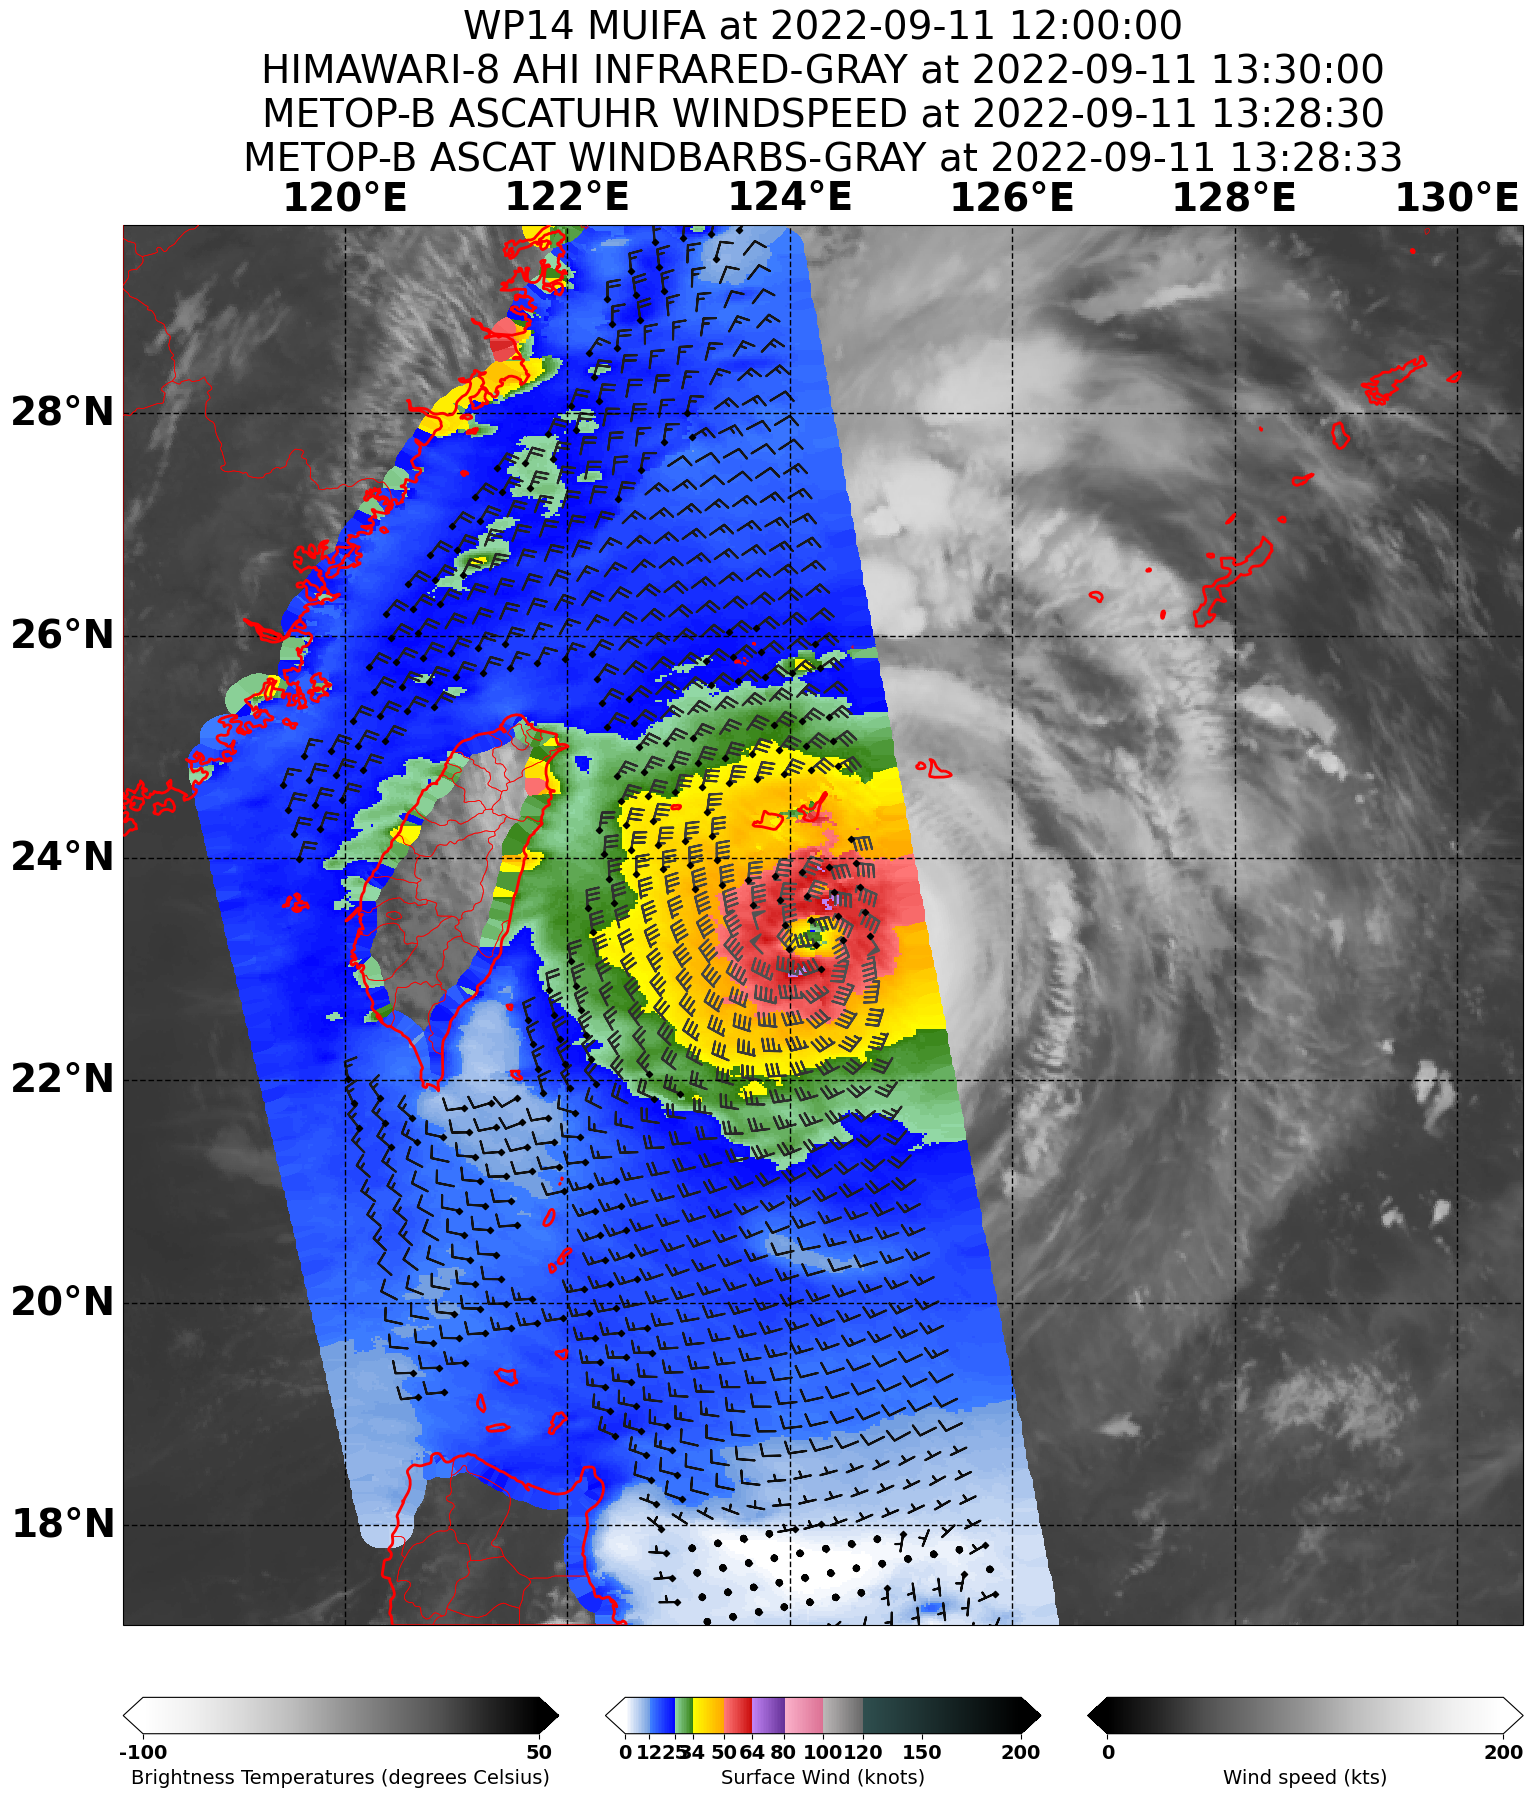 WP14 MUIFA at 2022-09-11 12:00:00
HIMAWARI-8 AHI INFRARED-GRAY at 2022-09-11 13:30:00
METOP-B ASCATUHR WINDSPEED at 2022-09-11 13:28:30
METOP-B ASCAT WINDBARBS-GRAY at 2022-09-11 13:28:33
120°E 122°E 124°E 126°E 128°E 130°E
28°N
26°N
24°N
22°N
20°N
18°N
-100 50
Brightness Temperatures (degrees Celsius)
0 12 25 34 50 64 80 100 120 150 200
Surface Wind (knots)
0 200
Wind speed (kts)